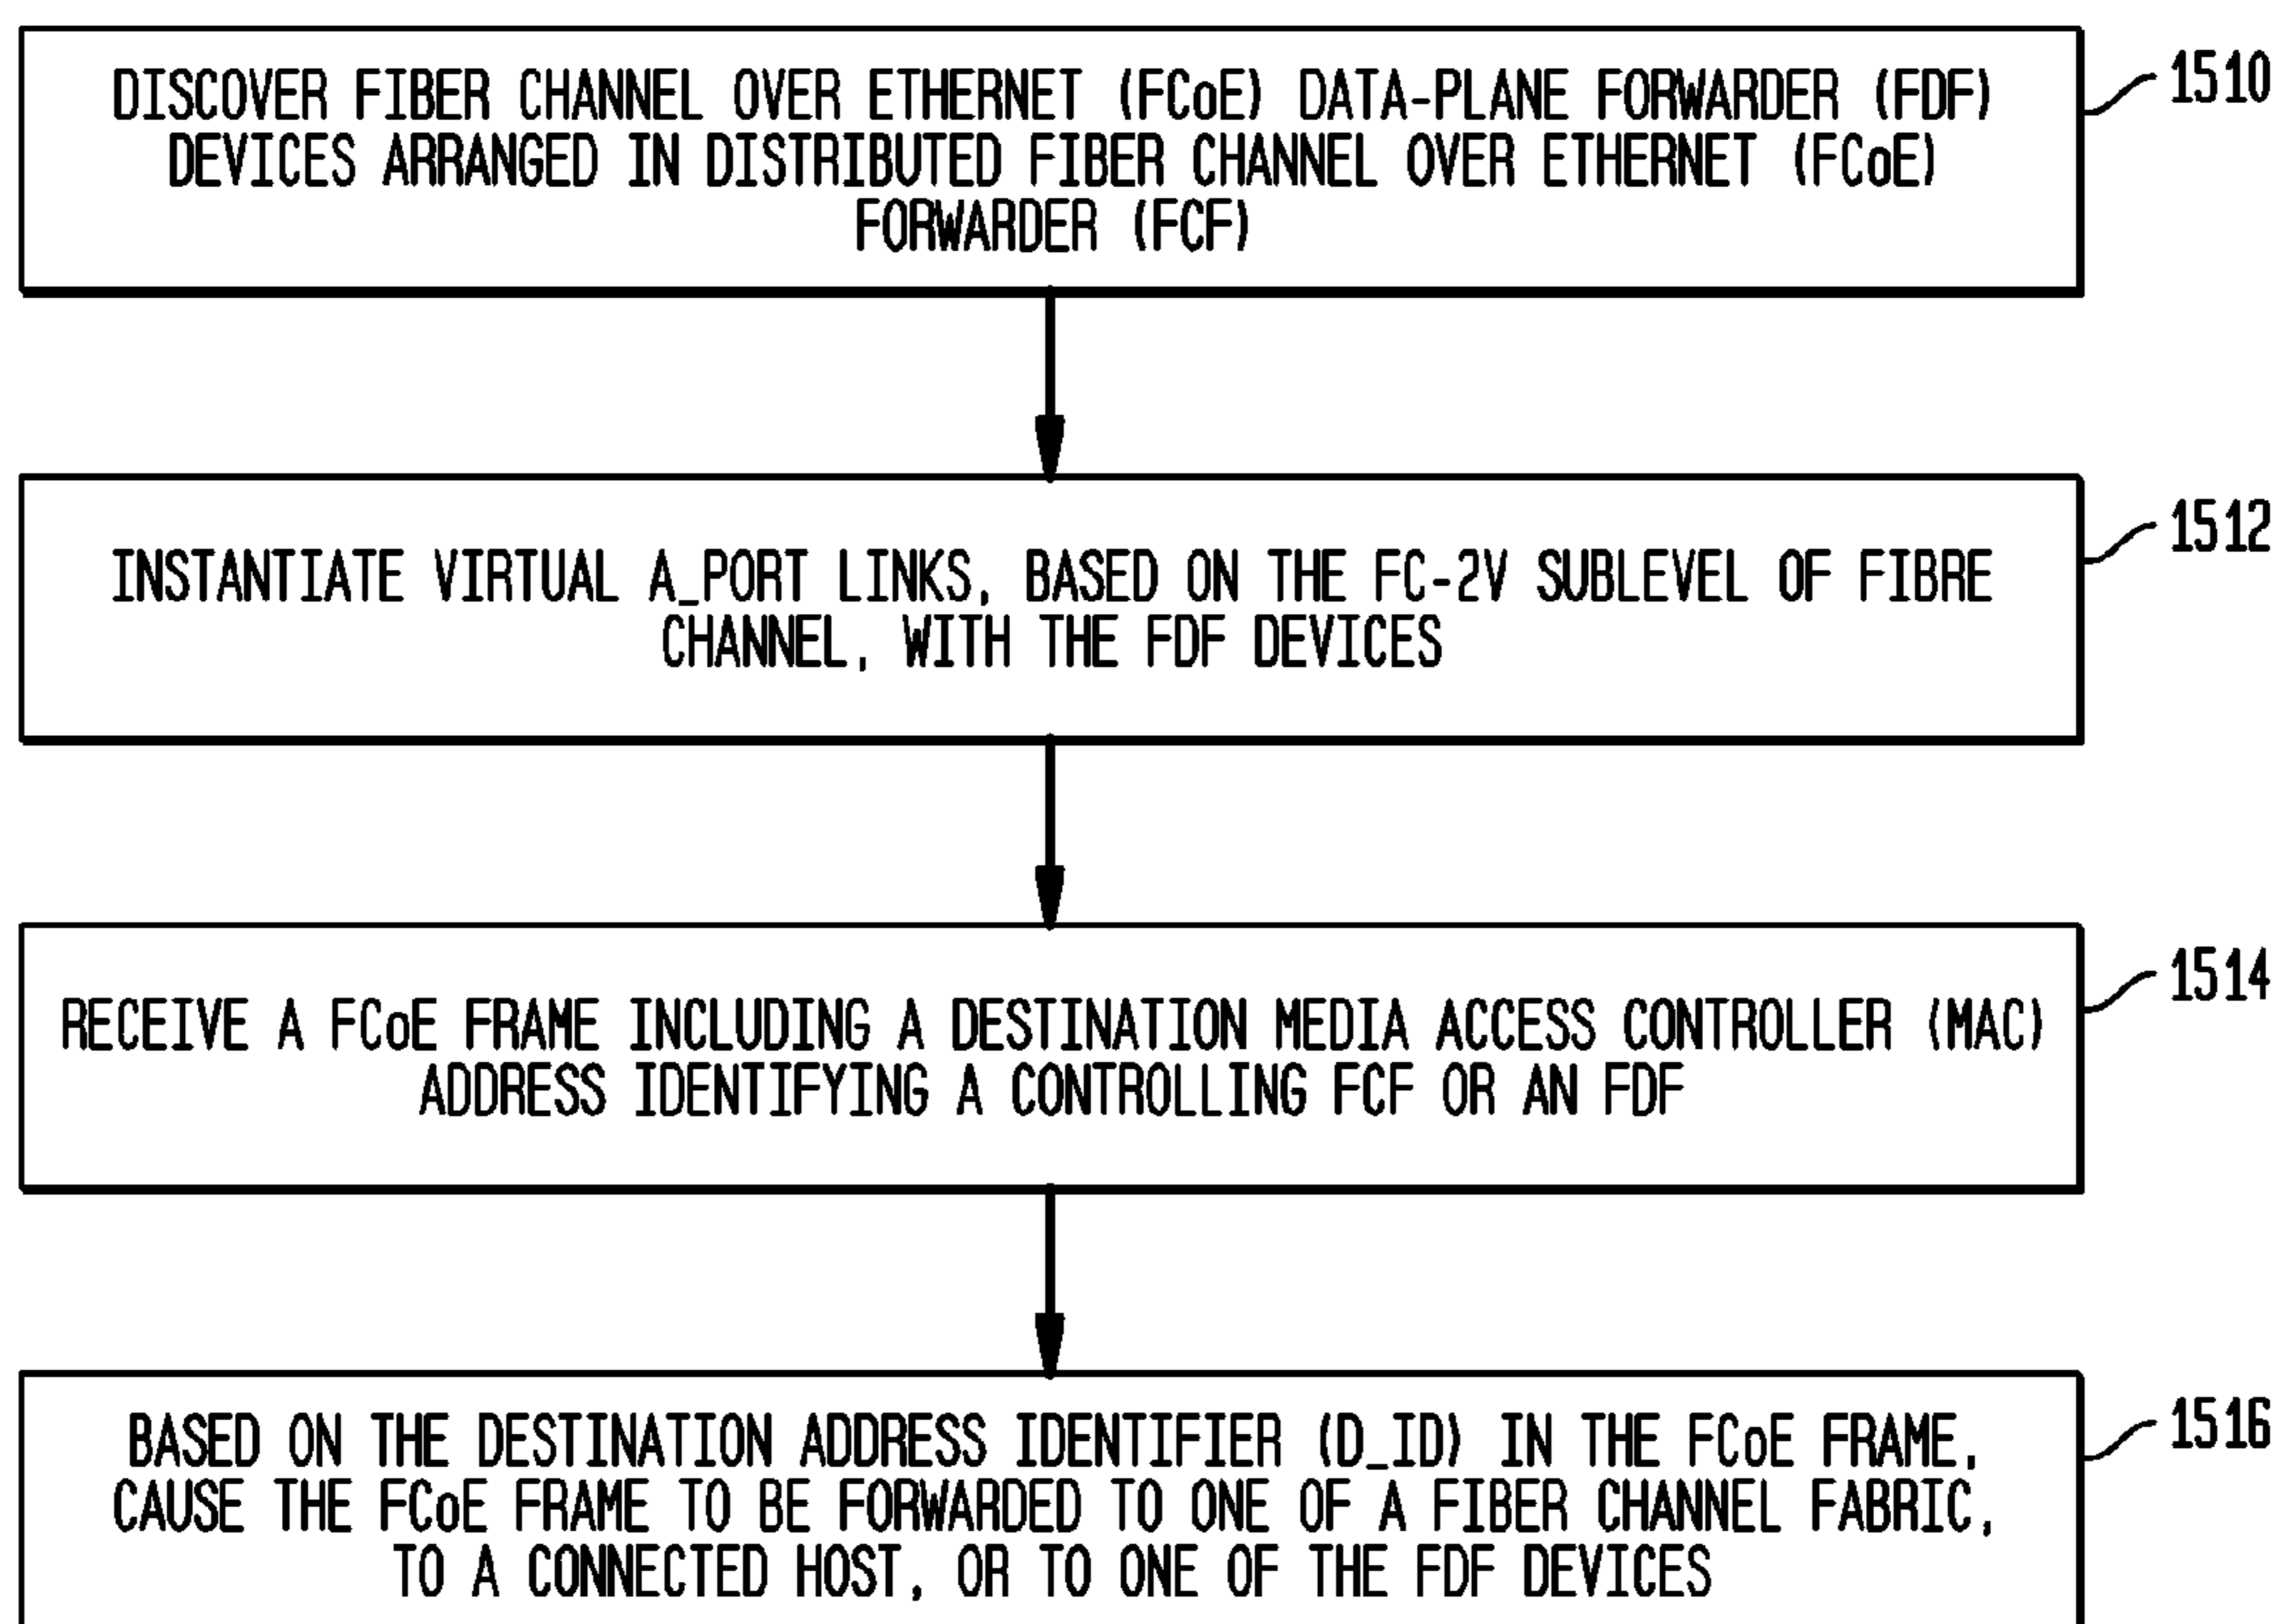 DISCOVER FIBER CHANNEL OVER ETHERNET (FCoE) DATA-PLANE FORWARDER (FDF)
DEVICES ARRANGED IN DISTRIBUTED FIBER CHANNEL OVER ETHERNET (FCoE)
FORWARDER (FCF)
1510
INSTANTIATE VIRTUAL A_PORT LINKS, BASED ON THE FC-2V SUBLEVEL OF FIBRE
CHANNEL, WITH THE FDF DEVICES
1512
RECEIVE A FCoE FRAME INCLUDING A DESTINATION MEDIA ACCESS CONTROLLER (MAC)
ADDRESS IDENTIFYING A CONTROLLING FCF OR AN FDF
1514
BASED ON THE DESTINATION ADDRESS IDENTIFIER (D_ID) IN THE FCoE FRAME,
CAUSE THE FCoE FRAME TO BE FORWARDED TO ONE OF A FIBER CHANNEL FABRIC,
TO A CONNECTED HOST, OR TO ONE OF THE FDF DEVICES
1516